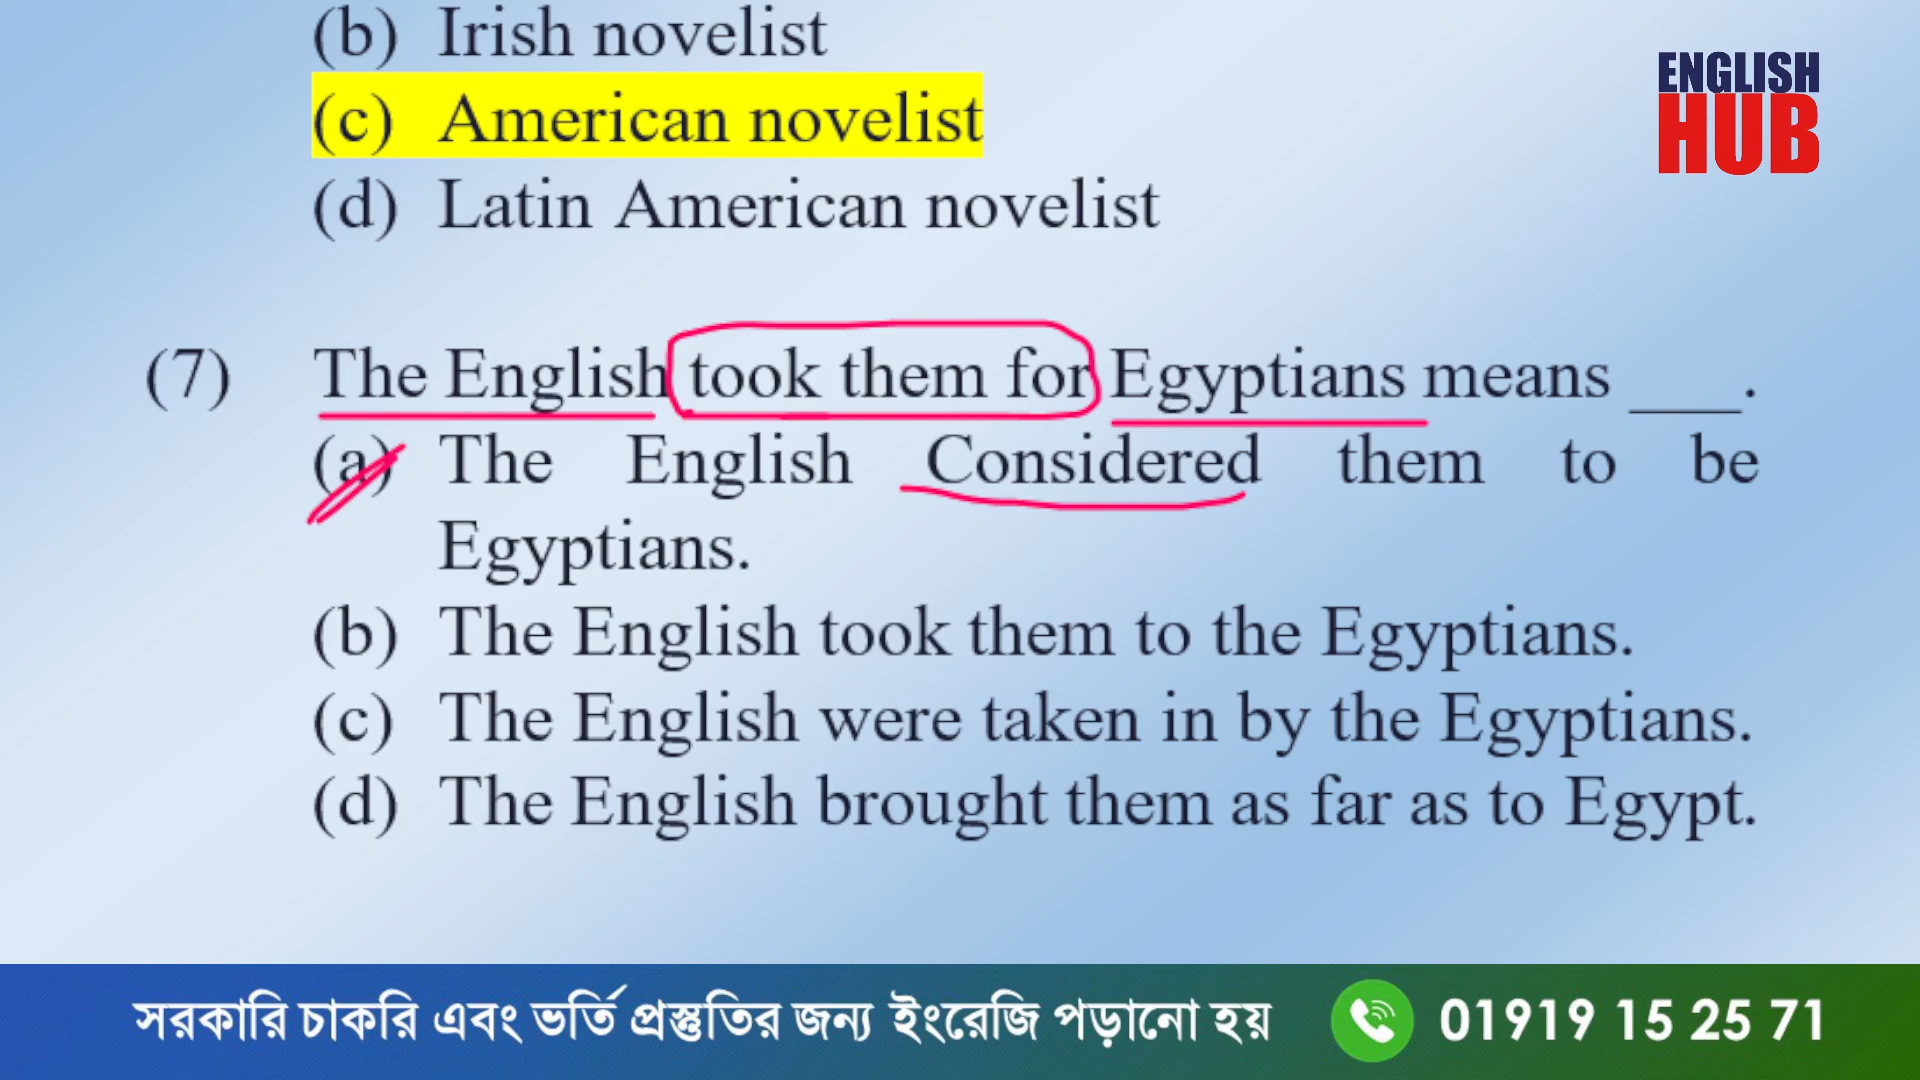 (b) Irish novelist
ENGLISH
HUB
(c) American novelist
(d) Latin American novelist
(7) The English took them for Egyptians means ____.
(a) The English Considered them to be
Egyptians.
(b) The English took them to the Egyptians.
(c) The English were taken in by the Egyptians.
(d) The English brought them as far as to Egypt.
সরকারি চাকরি এবং ভর্তি প্রস্তুতির জন্য ইংরেজি পড়ানো হয় 01919 15 25 71